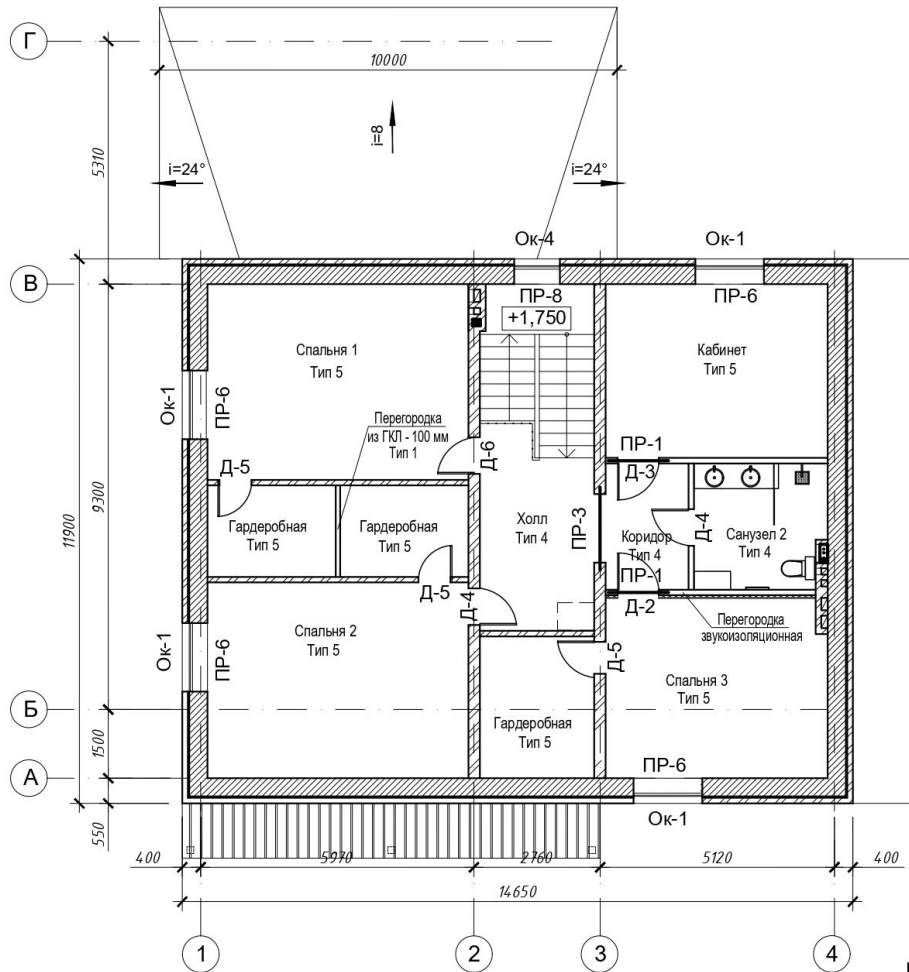 Г
10000
i=8
5310
i=24°
i=24°
Ок-4
Ок-1
В
ПР-8
+1,750
ПР-6
Спальня 1
Тип 5
Кабинет
Тип 5
Ок-1
ПР-6
Перегородка
из ГКЛ - 100 мм
Тип 1
Д-6
ПР-1
Д-3
Д-5
9300
11900
Гардеробная
Тип 5
Гардеробная
Тип 5
Холл
Тип 4
ПР-3
Коридор
Тип 4
Д-4
Санузел 2
Тип 4
ПР-1
Д-5
Д-4
Д-2
Перегородка
звукоизоляционная
Спальня 2
Тип 5
Ок-1
ПР-6
Д-5
Спальня 3
Тип 5
Гардеробная
Тип 5
Б
1500
ПР-6
А
Ок-1
550
400
5970
2760
5120
400
14650
1
2
3
4